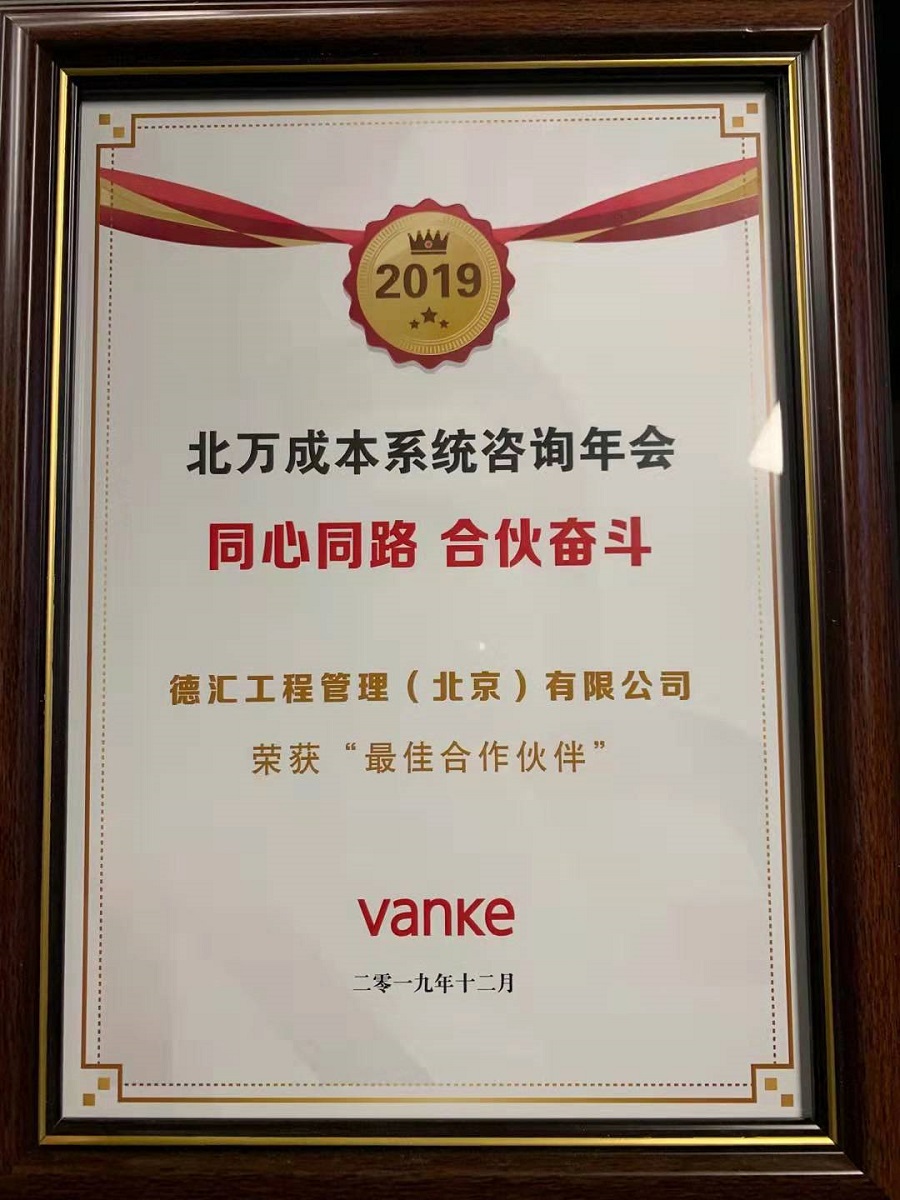 2019
北万成本系统咨询年会
同心同路 合伙奋斗
德汇工程管理（北京）有限公司
荣获“最佳合作伙伴”
vanke
二零一九年十二月